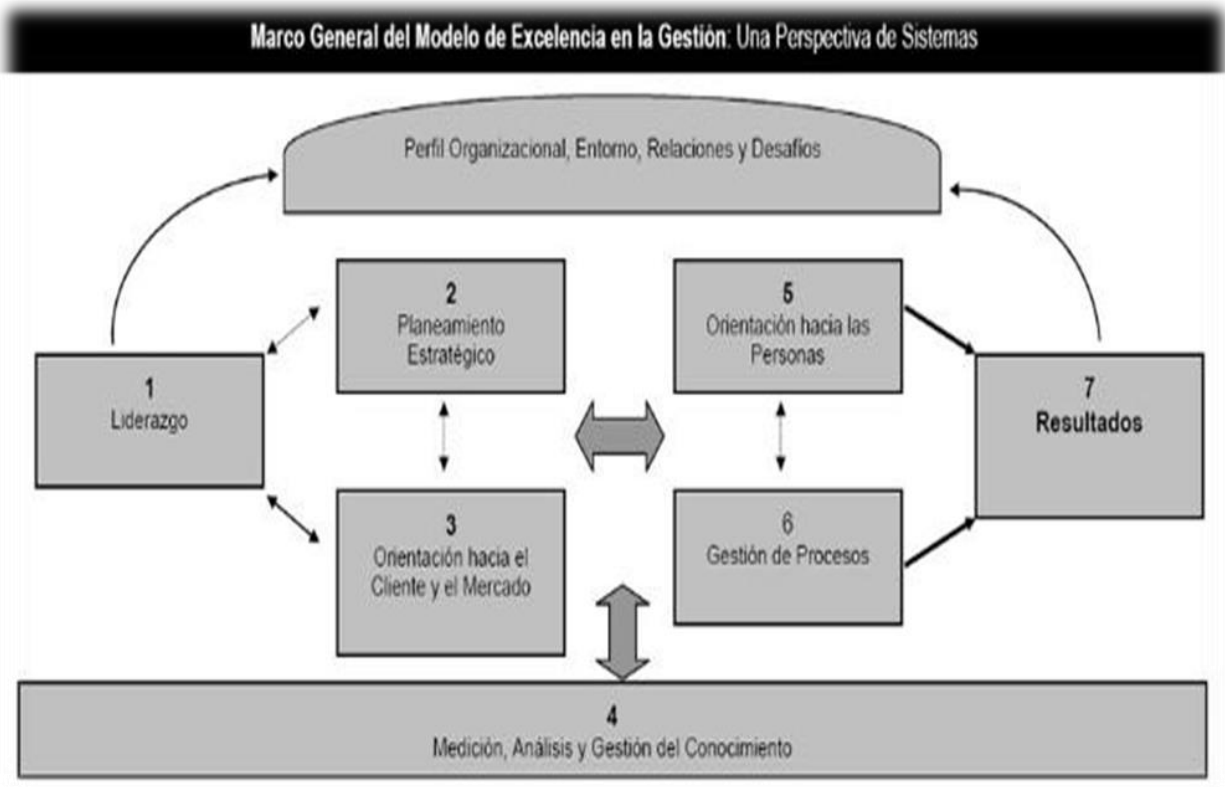 Marco General del Modelo de Excelencia en la Gestión: Una Perspectiva de Sistemas
Perfil Organizacional, Entorno, Relaciones y Desafíos
1
Liderazgo
2
Planeamiento
Estratégico
3
Orientación hacia el
Cliente y el Mercado
5
Orientación hacia las
Personas
6
Gestión de Procesos
7
Resultados
4
Medición, Análisis y Gestión del Conocimiento